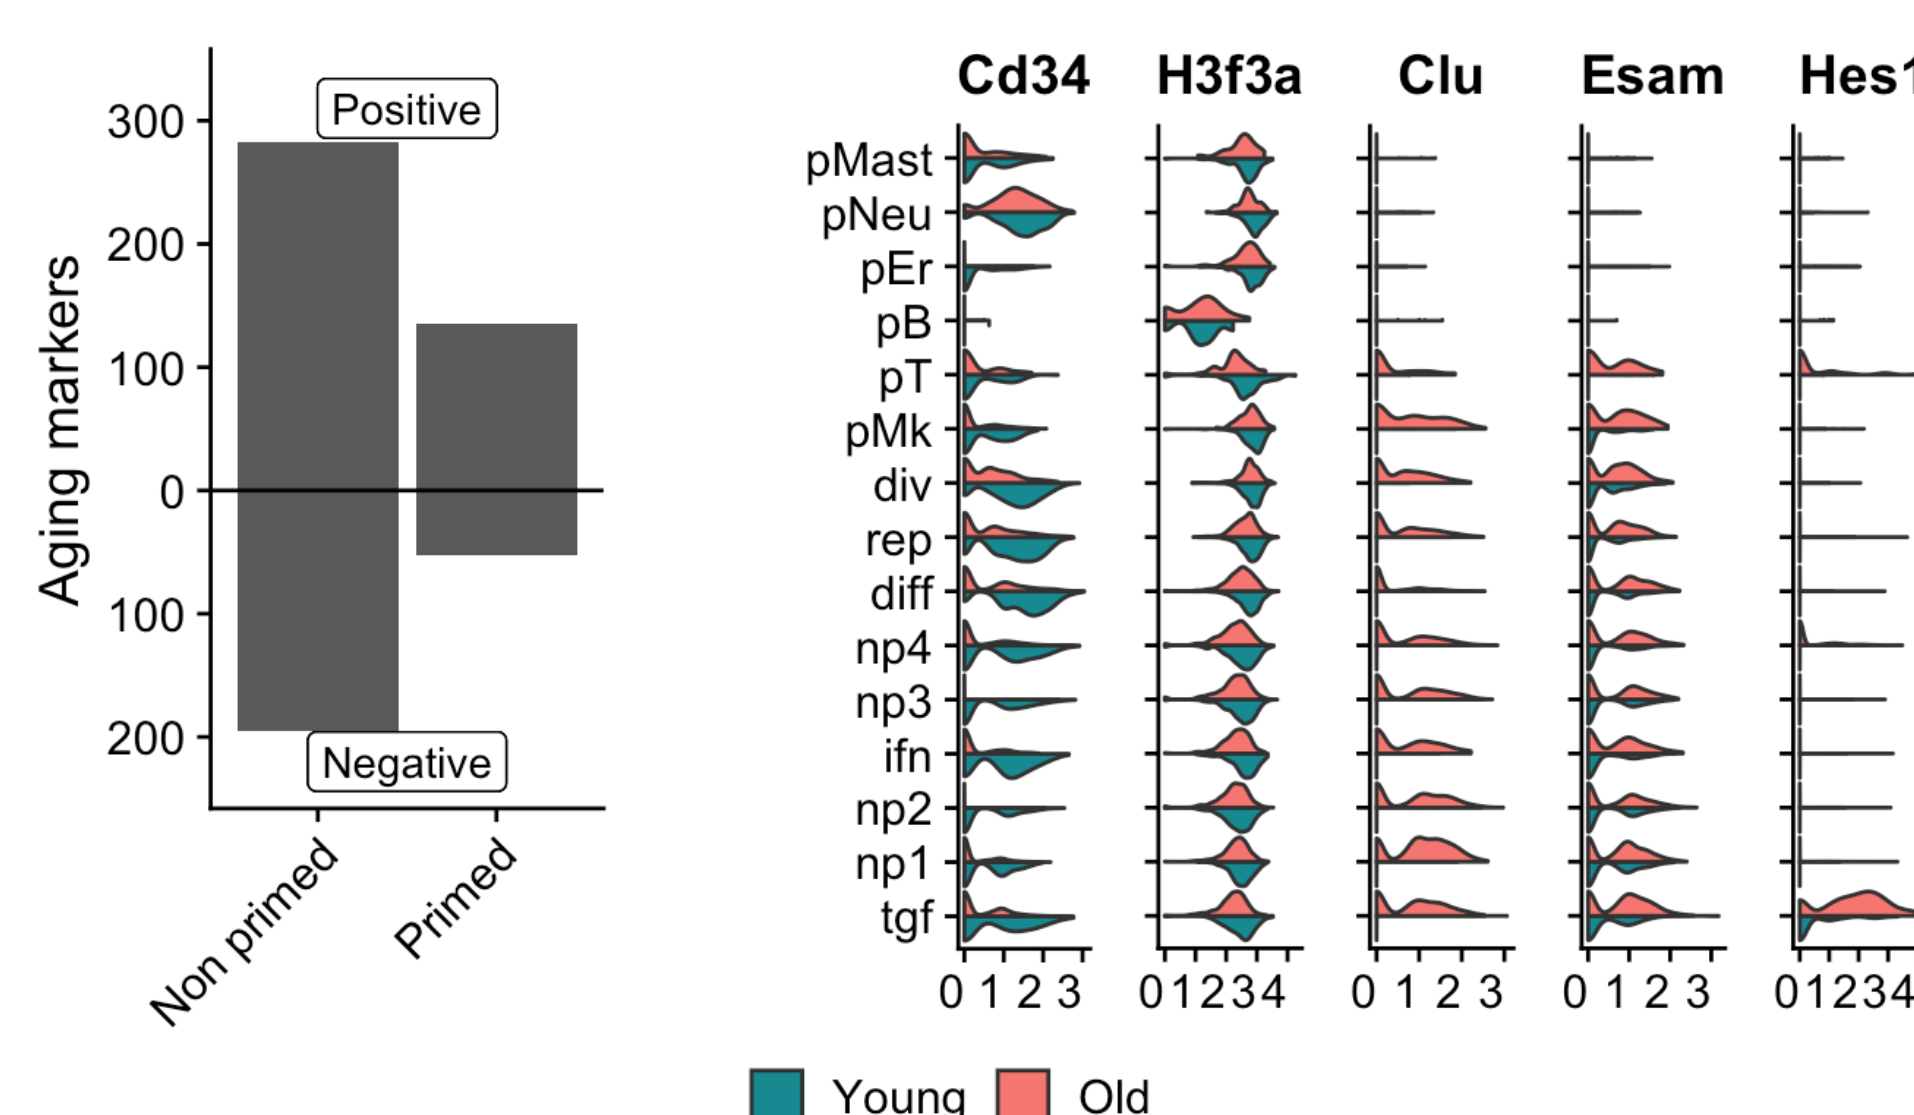 Aging markers
300
200
100
0
100
200
Positive
Negative
Non primed
Primed
Cd34 H3f3a Clu Esam Hes1
pMast
pNeu
pEr
pB
pT
pMk
div
rep
diff
np4
np3
ifn
np2
np1
tgf
0 1 2 3 0 1 2 3 4 0 1 2 3 0 1 2 3 0 1 2 3 4
Young Old